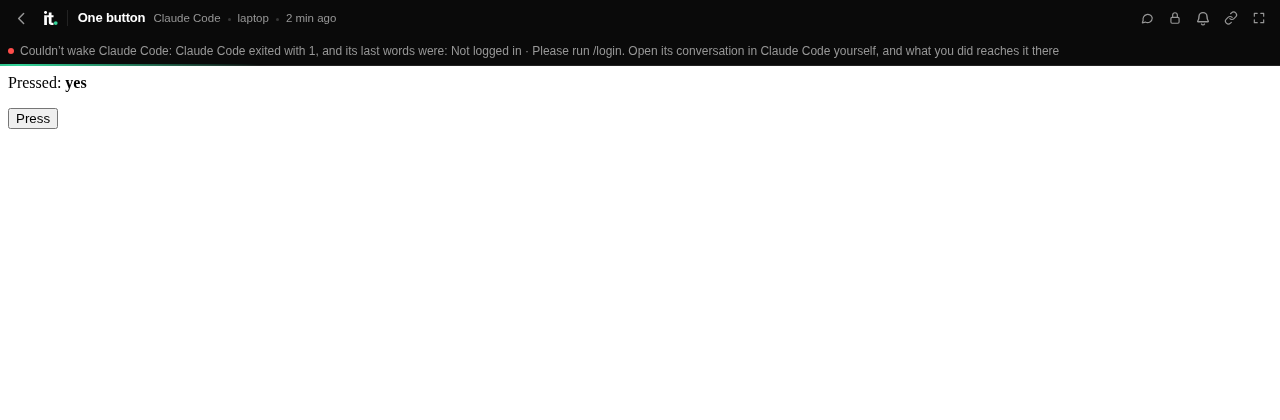 it. One button Claude Code • laptop • 2 min ago
Couldn't wake Claude Code: Claude Code exited with 1, and its last words were: Not logged in · Please run /login. Open its conversation in Claude Code yourself, and what you did reaches it there
Pressed: yes
Press